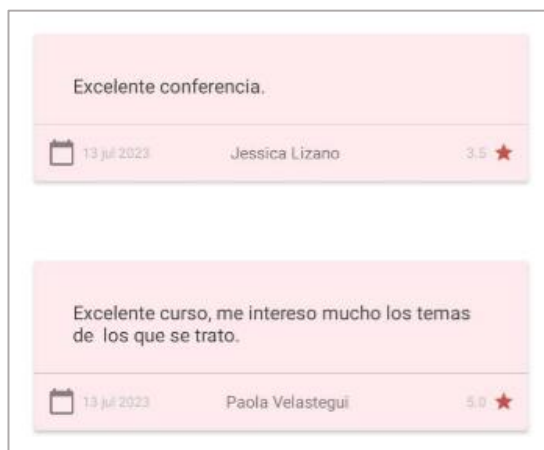 Excelente conferencia.
13 jul 2023 Jessica Lizano 3.5
Excelente curso, me intereso mucho los temas
de los que se trato.
13 jul 2023 Paola Velastegui 5.0